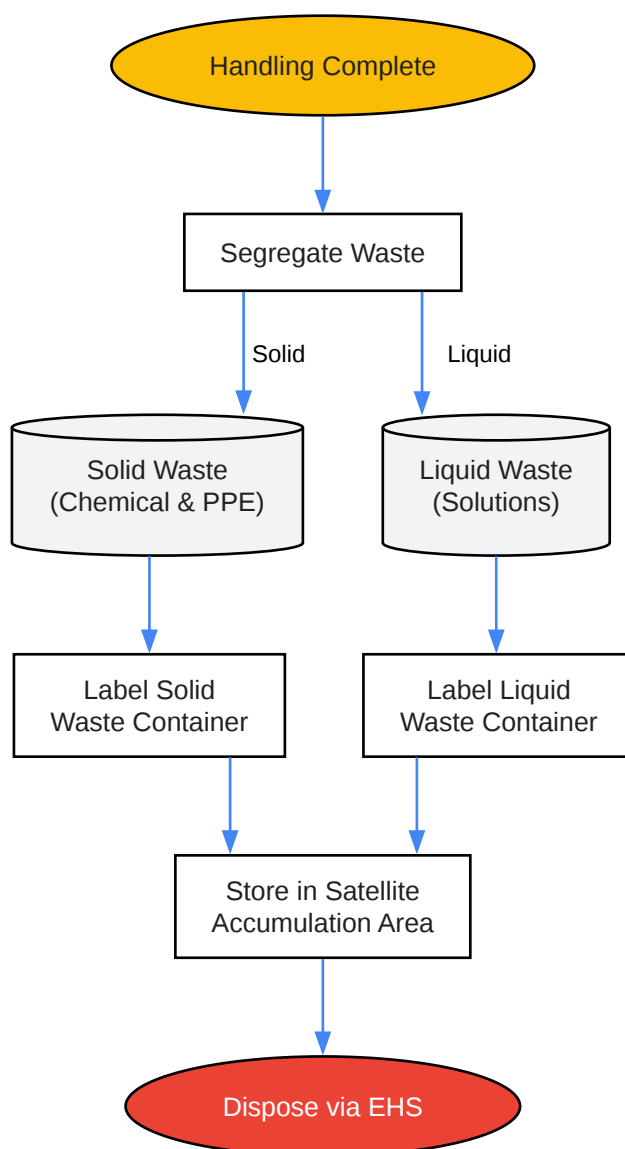 Handling Complete
Segregate Waste
Solid
Liquid
Solid Waste
(Chemical & PPE)
Liquid Waste
(Solutions)
Label Solid
Waste Container
Label Liquid
Waste Container
Store in Satellite
Accumulation Area
Dispose via EHS